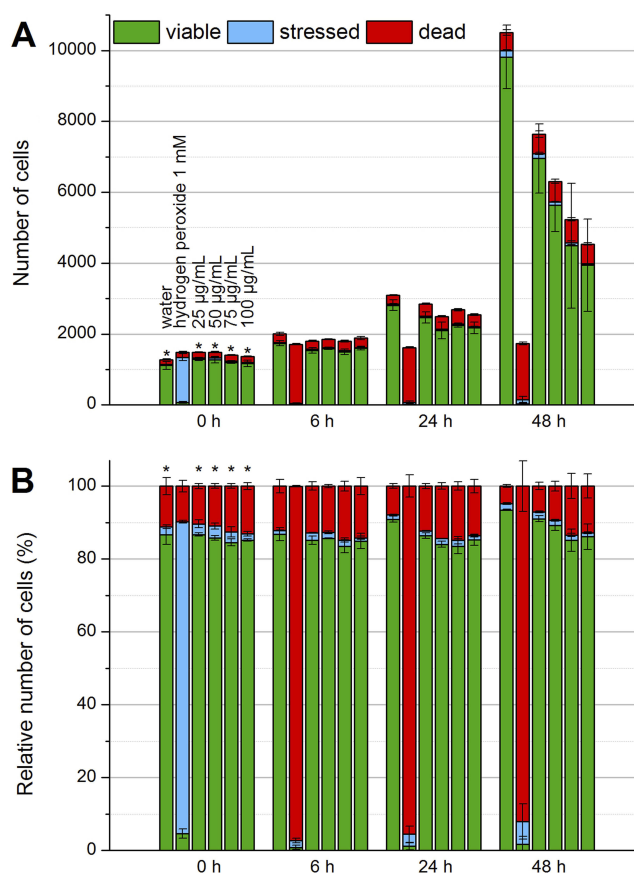 A
viable stressed dead
Number of cells
10000
8000
6000
4000
2000
0
water
hydrogen peroxide 1 mM
25 µg/mL
50 µg/mL
75 µg/mL
100 µg/mL
* * * * *
0 h 6 h 24 h 48 h
B
Relative number of cells (%)
100
80
60
40
20
0
* * * * *
0 h 6 h 24 h 48 h